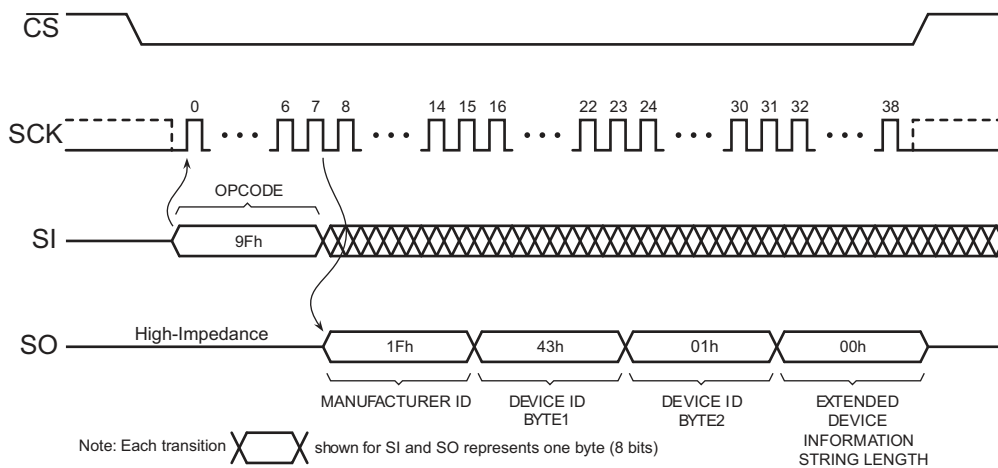 CS
0 6 7 8 14 15 16 22 23 24 30 31 32 38
SCK
OPCODE
SI 9Fh
High-Impedance
SO 1Fh 43h 01h 00h
MANUFACTURER ID DEVICE ID BYTE1 DEVICE ID BYTE2 EXTENDED DEVICE INFORMATION STRING LENGTH
Note: Each transition shown for SI and SO represents one byte (8 bits)